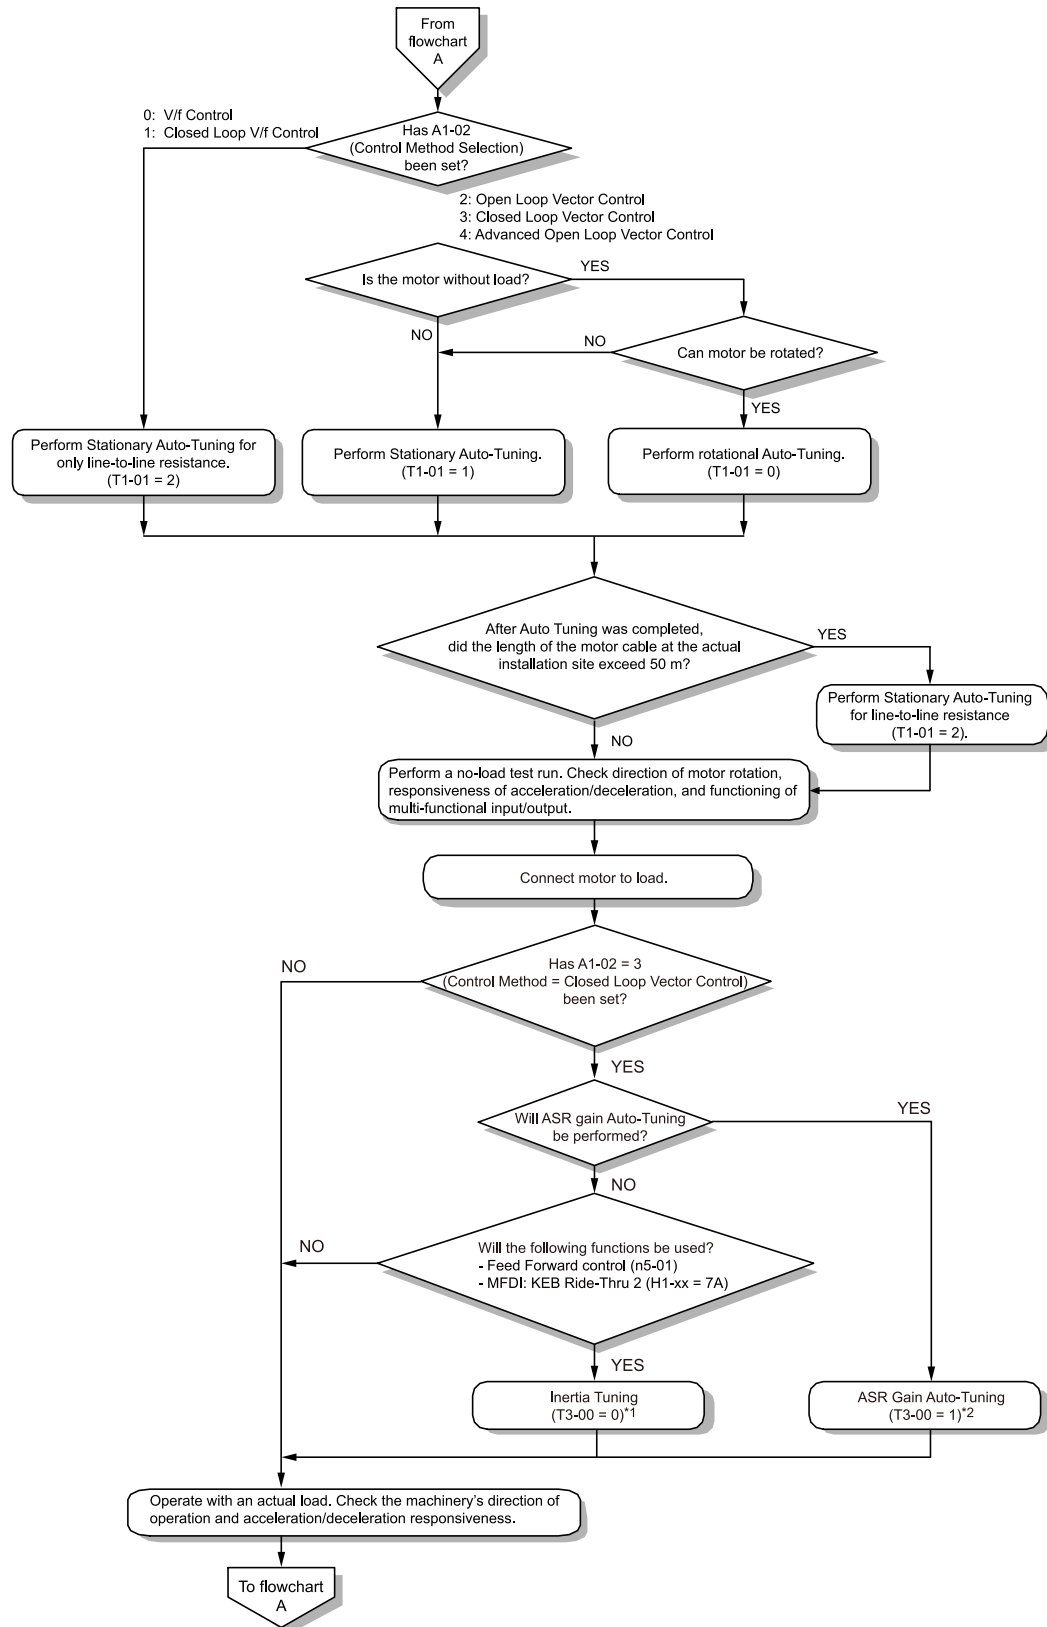 From
flowchart
A
0: V/f Control
1: Closed Loop V/f Control
Has A1-02
(Control Method Selection)
been set?
2: Open Loop Vector Control
3: Closed Loop Vector Control
4: Advanced Open Loop Vector Control
Is the motor without load?
YES
NO
NO
Can motor be rotated?
YES
Perform Stationary Auto-Tuning for
only line-to-line resistance.
(T1-01 = 2)
Perform Stationary Auto-Tuning.
(T1-01 = 1)
Perform rotational Auto-Tuning.
(T1-01 = 0)
After Auto Tuning was completed,
did the length of the motor cable at the actual
installation site exceed 50 m?
YES
Perform Stationary Auto-Tuning
for line-to-line resistance
(T1-01 = 2).
NO
Perform a no-load test run. Check direction of motor rotation,
responsiveness of acceleration/deceleration, and functioning of
multi-functional input/output.
Connect motor to load.
NO
Has A1-02 = 3
(Control Method = Closed Loop Vector Control)
been set?
YES
Will ASR gain Auto-Tuning
be performed?
YES
NO
NO
Will the following functions be used?
- Feed Forward control (n5-01)
- MFDI: KEB Ride-Thru 2 (H1-xx = 7A)
YES
Inertia Tuning
(T3-00 = 0)*1
ASR Gain Auto-Tuning
(T3-00 = 1)*2
Operate with an actual load. Check the machinery's direction of
operation and acceleration/deceleration responsiveness.
To flowchart
A